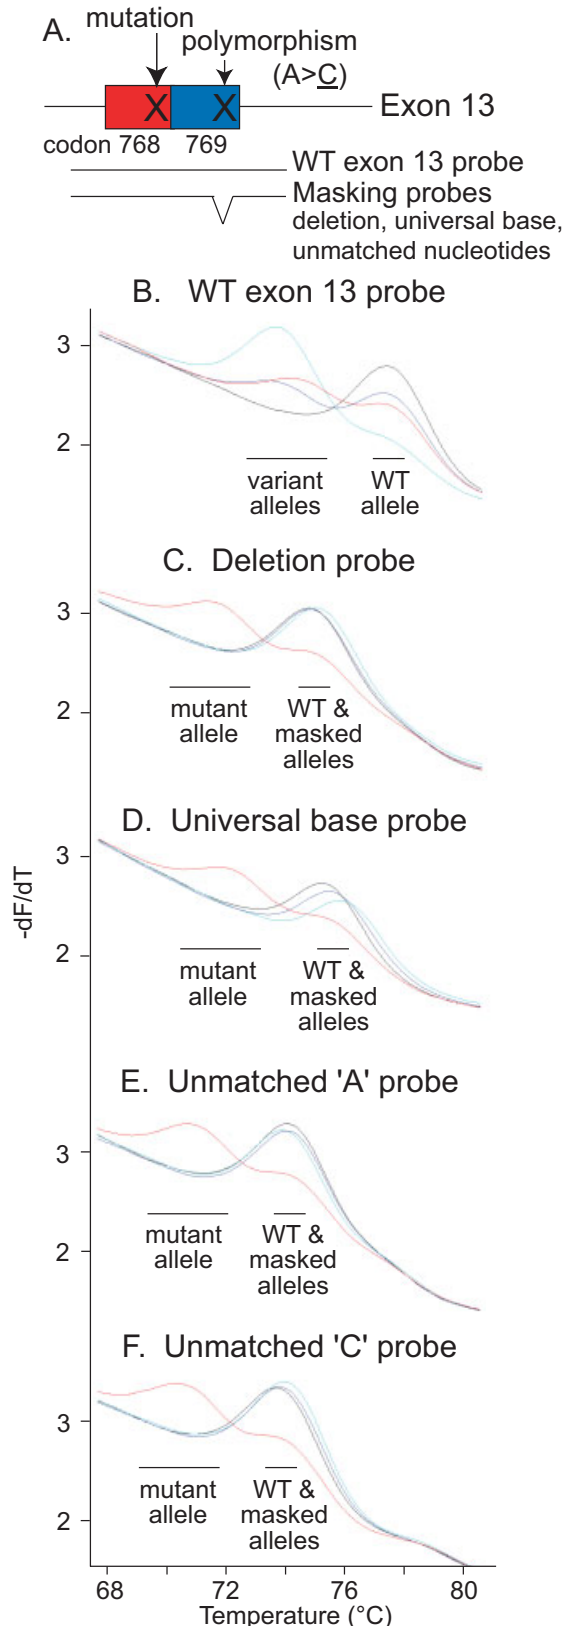 A.
mutation
polymorphism
(A>C)
X X
Exon 13
codon 768 769
WT exon 13 probe
Masking probes
deletion, universal base,
unmatched nucleotides
B. WT exon 13 probe
3
2
variant
alleles
WT
allele
C. Deletion probe
3
2
mutant
allele
WT &
masked
alleles
D. Universal base probe
3
2
-dF/dT
mutant
allele
WT &
masked
alleles
E. Unmatched 'A' probe
3
2
mutant
allele
WT &
masked
alleles
F. Unmatched 'C' probe
3
2
mutant
allele
WT &
masked
alleles
68 72 76 80
Temperature (°C)